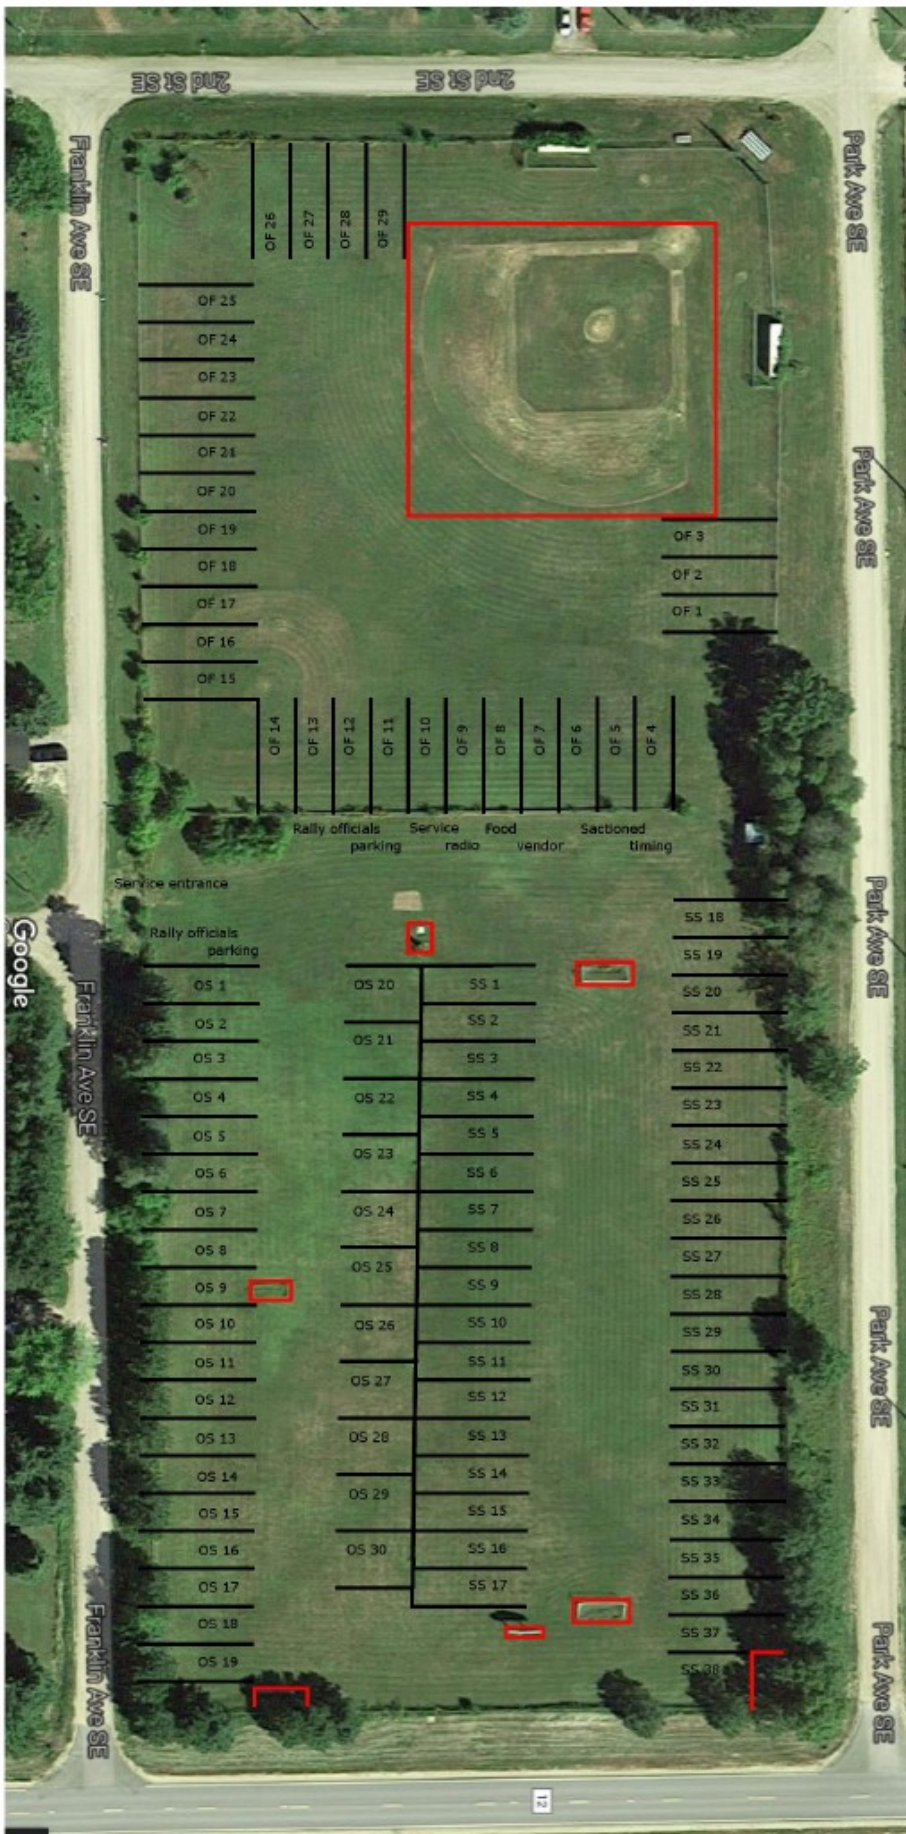 2nd St SE
2nd St SE
Franklin Ave SE
Park Ave SE
OF 26
OF 27
OF 28
OF 29
OF 25
OF 24
OF 23
OF 22
OF 21
OF 20
OF 19
OF 18
OF 17
OF 16
OF 15
Park Ave SE
OF 3
OF 2
OF 1
OF 14
OF 13
OF 12
OF 11
OF 10
OF 9
OF 8
OF 7
OF 6
OF 5
OF 4
Rally officials
parking
Service
radio
Food
vendor
Sactioned
timing
Service entrance
Rally officials
parking
Google
Franklin Ave SE
Park Ave SE
OS 1
OS 2
OS 3
OS 4
OS 5
OS 6
OS 7
OS 8
OS 9
OS 10
OS 11
OS 12
OS 13
OS 14
OS 15
OS 16
OS 17
OS 18
OS 19
OS 20
OS 21
OS 22
OS 23
OS 24
OS 25
OS 26
OS 27
OS 28
OS 29
OS 30
SS 1
SS 2
SS 3
SS 4
SS 5
SS 6
SS 7
SS 8
SS 9
SS 10
SS 11
SS 12
SS 13
SS 14
SS 15
SS 16
SS 17
SS 18
SS 19
SS 20
SS 21
SS 22
SS 23
SS 24
SS 25
SS 26
SS 27
SS 28
SS 29
SS 30
SS 31
SS 32
SS 33
SS 34
SS 35
SS 36
SS 37
SS 38
Park Ave SE
Franklin Ave SE
Park Ave SE
12